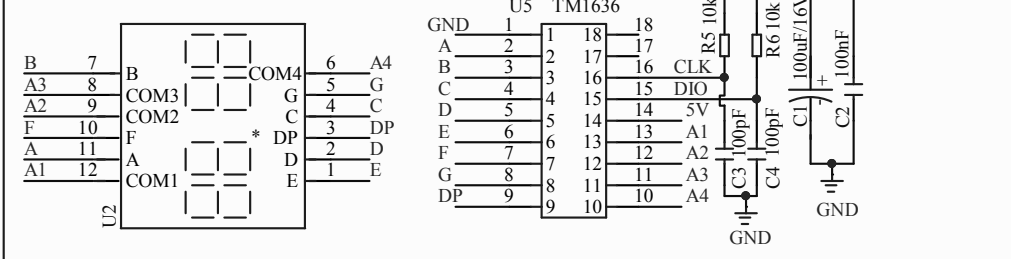 U5 TM1636
B 7 B
A3 8 COM3
A2 9 COM2
F 10 F
A 11 A
A1 12 COM1
COM4 6 A4
G 5 G
C 4 C
* DP 3 DP
D 2 D
E 1 E
U2
GND 1 1
A 2 2
B 3 3
C 4 4
D 5 5
E 6 6
F 7 7
G 8 8
DP 9 9
18 18
17 17
16 16 CLK
15 15 DIO
14 14 5V
13 13 A1
12 12 A2
11 11 A3
10 10 A4
R5 10k
R6 10k
C3 100pF
C4 100pF
GND
C1 100uF/16V
+
-
C2 100nF
GND